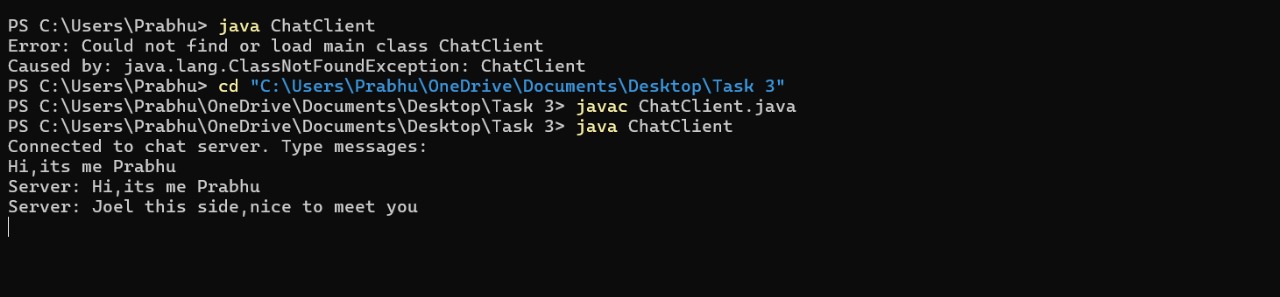 PS C:\Users\Prabhu> java ChatClient
Error: Could not find or load main class ChatClient
Caused by: java.lang.ClassNotFoundException: ChatClient
PS C:\Users\Prabhu> cd "C:\Users\Prabhu\OneDrive\Documents\Desktop\Task 3"
PS C:\Users\Prabhu\OneDrive\Documents\Desktop\Task 3> javac ChatClient.java
PS C:\Users\Prabhu\OneDrive\Documents\Desktop\Task 3> java ChatClient
Connected to chat server. Type messages:
Hi,its me Prabhu
Server: Hi,its me Prabhu
Server: Joel this side,nice to meet you